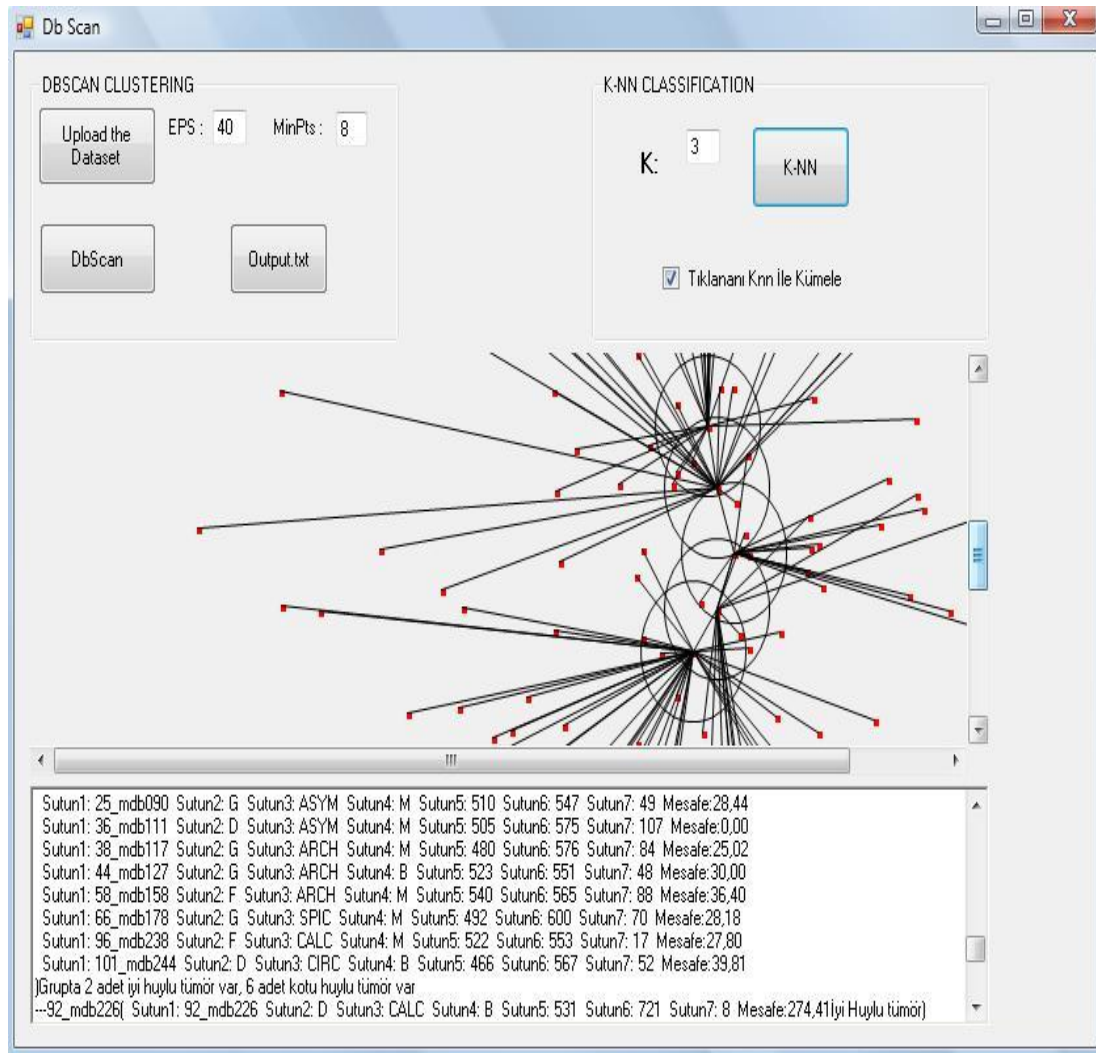 Db Scan
DBSCAN CLUSTERING
Upload the
Dataset
EPS : 40
MinPts : 8
DbScan
Output.txt
K-NN CLASSIFICATION
K: 3
K-NN
Tıklananı Knn İle Kümele
Sutun1: 25_mdb090 Sutun2: G Sutun3: ASYM Sutun4: M Sutun5: 510 Sutun6: 547 Sutun7: 49 Mesafe:28,44
Sutun1: 36_mdb111 Sutun2: D Sutun3: ASYM Sutun4: M Sutun5: 505 Sutun6: 575 Sutun7: 107 Mesafe:0,00
Sutun1: 38_mdb117 Sutun2: G Sutun3: ARCH Sutun4: M Sutun5: 480 Sutun6: 576 Sutun7: 84 Mesafe:25,02
Sutun1: 44_mdb127 Sutun2: G Sutun3: ARCH Sutun4: B Sutun5: 523 Sutun6: 551 Sutun7: 48 Mesafe:30,00
Sutun1: 58_mdb158 Sutun2: F Sutun3: ARCH Sutun4: M Sutun5: 540 Sutun6: 565 Sutun7: 88 Mesafe:36,40
Sutun1: 66_mdb178 Sutun2: G Sutun3: SPIC Sutun4: M Sutun5: 492 Sutun6: 600 Sutun7: 70 Mesafe:28,18
Sutun1: 96_mdb238 Sutun2: F Sutun3: CALC Sutun4: M Sutun5: 522 Sutun6: 553 Sutun7: 17 Mesafe:27,80
Sutun1: 101_mdb244 Sutun2: D Sutun3: CIRC Sutun4: B Sutun5: 466 Sutun6: 567 Sutun7: 52 Mesafe:39,81
)Grupta 2 adet iyi huylu tümör var, 6 adet kotu huylu tümör var
---92_mdb226( Sutun1: 92_mdb226 Sutun2: D Sutun3: CALC Sutun4: B Sutun5: 531 Sutun6: 721 Sutun7: 8 Mesafe:274,41İyi Huylu tümör)